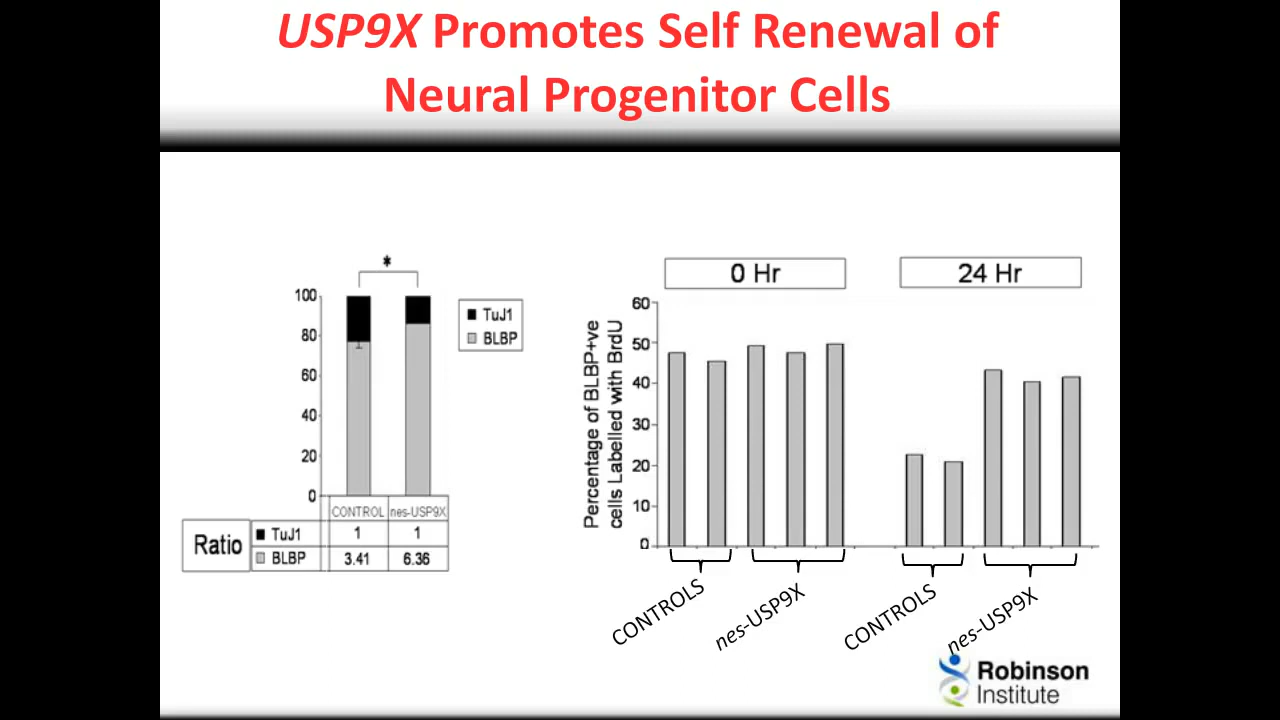 USP9X Promotes Self Renewal of
Neural Progenitor Cells
*
100
80
60
40
20
0
TuJ1
BLBP
CONTROL nes-USP9X
Ratio
TuJ1 1 1
BLBP 3.41 6.36
0 Hr
24 Hr
Percentage of BLBP+ve
cells Labelled with BrdU
60
50
40
30
20
10
0
CONTROLS
nes-USP9X
CONTROLS
nes-USP9X
Robinson
Institute